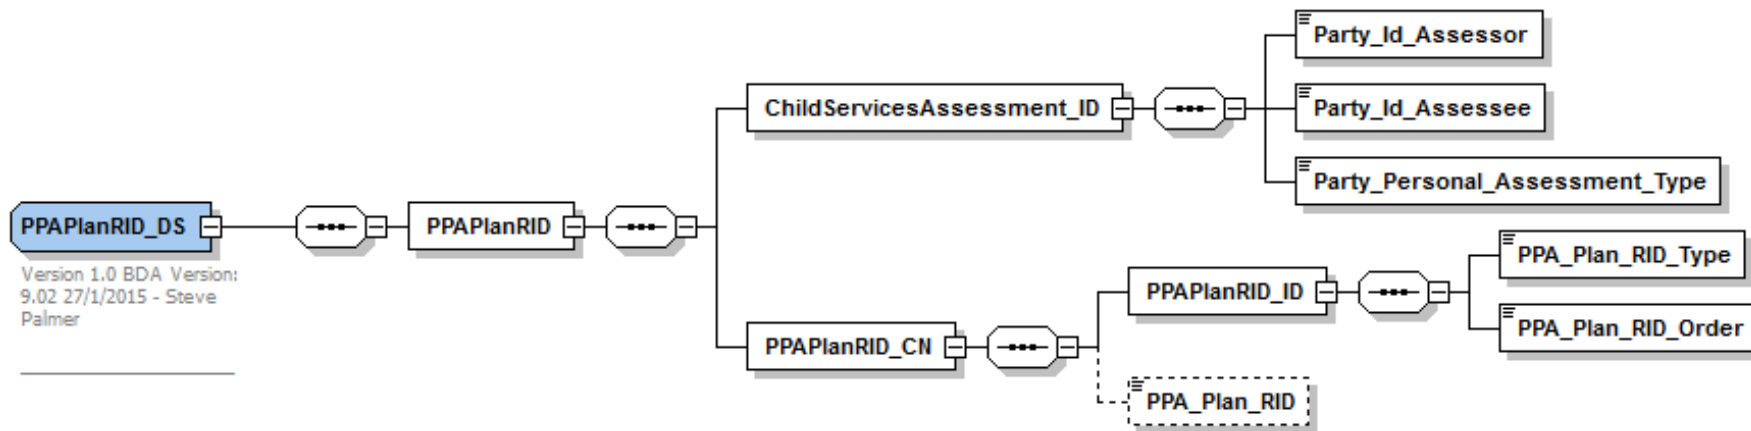 Party_Id_Assessor
ChildServicesAssessment_ID
Party_Id_Assessee
Party_Personal_Assessment_Type
PPAPlanRID_DS
PPAPlanRID
Version 1.0 BDA Version:
9.02 27/1/2015 - Steve
Palmer
PPA_Plan_RID_Type
PPAPlanRID_ID
PPA_Plan_RID_Order
PPAPlanRID_CN
PPA_Plan_RID